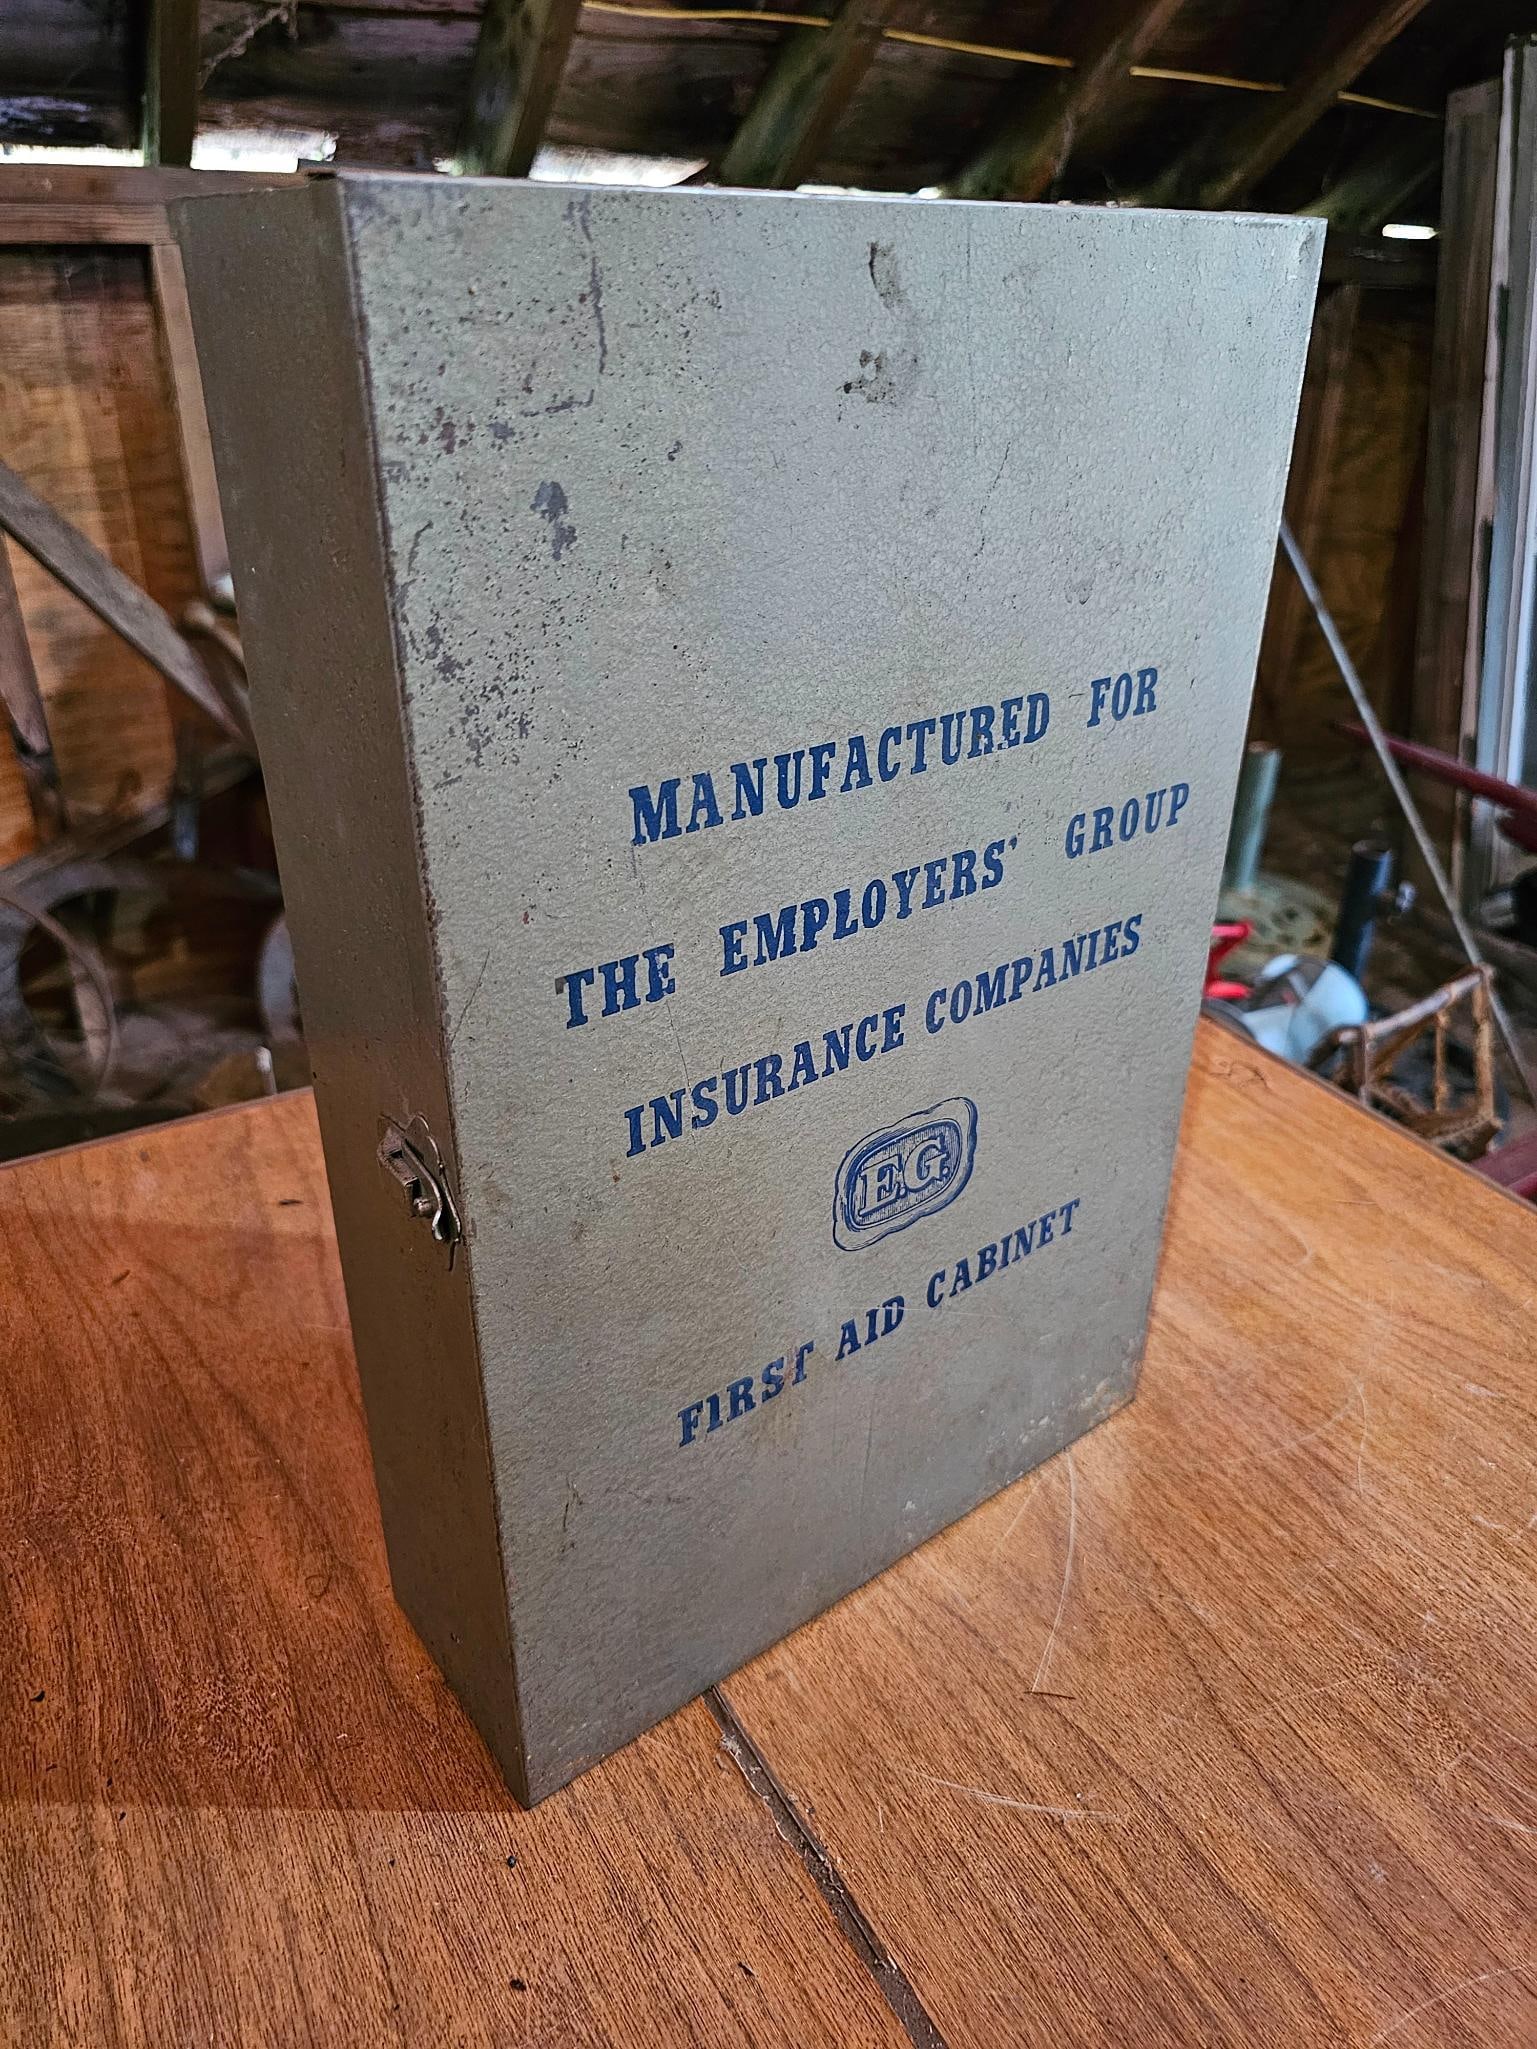 MANUFACTURED FOR
THE EMPLOYERS' GROUP
INSURANCE COMPANIES
E.G.
FIRST AID CABINET